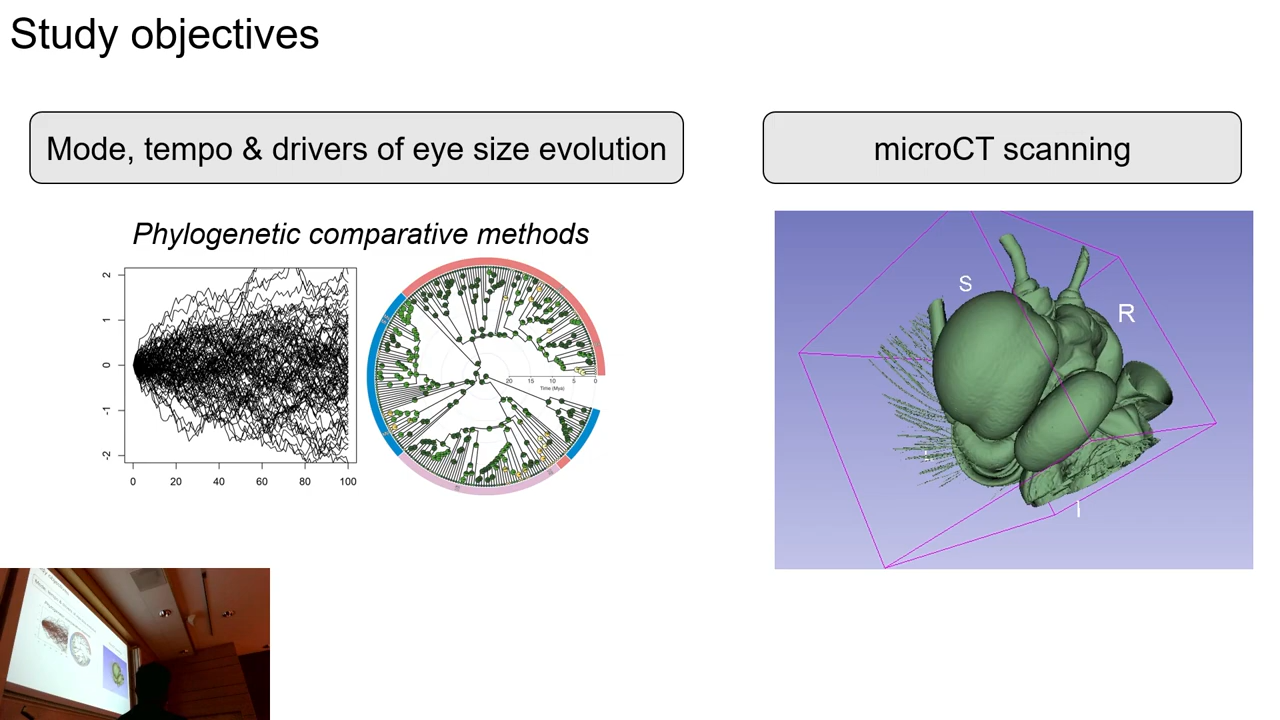 Study objectives
Mode, tempo & drivers of eye size evolution
microCT scanning
Phylogenetic comparative methods
2
1
0
-1
-2
0 20 40 60 80 100
20 15 10 5 0
Time (Mya)
S
R
I